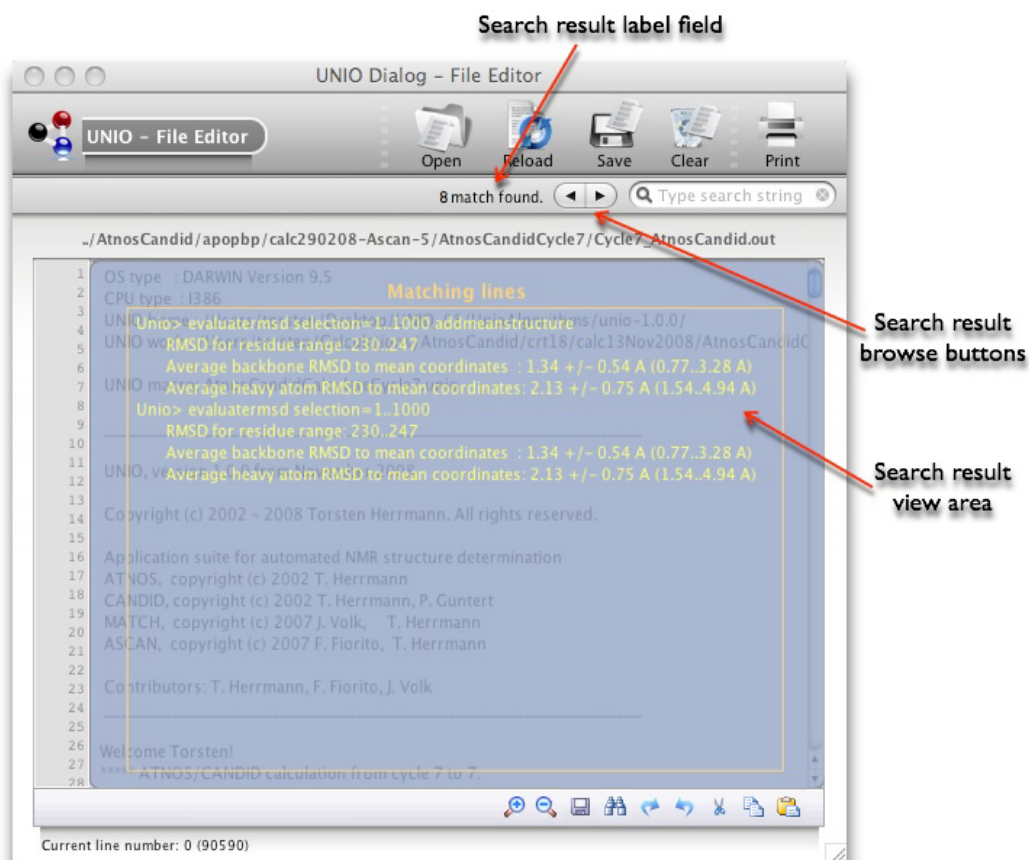 Search result label field
UNIO Dialog – File Editor
UNIO – File Editor
Open
Reload
Save
Clear
Print
8 match found.
Type search string
../AtnosCandid/apopbp/calc290208-Ascan-5/AtnosCandidCycle7/Cycle7_AtnosCandid.out
Matching lines
Unio> evaluatermsd selection=1..1000 addmeanstructure
RMSD for residue range: 230..247
Average backbone RMSD to mean coordinates : 1.34 +/- 0.54 A (0.77..3.28 A)
Average heavy atom RMSD to mean coordinates: 2.13 +/- 0.75 A (1.54..4.94 A)
Unio> evaluatermsd selection=1..1000
RMSD for residue range: 230..247
Average backbone RMSD to mean coordinates : 1.34 +/- 0.54 A (0.77..3.28 A)
Average heavy atom RMSD to mean coordinates: 2.13 +/- 0.75 A (1.54..4.94 A)
Search result
browse buttons
Search result
view area
1 OS type : DARWIN Version 9.5
2 CPU type : I386
3 UNIO
4 UNIO /AtnosCandid/crt18/calc13Nov2008/AtnosCandidC
5
6
7 UNIO
8
9
10
11
12 UNIO,
13
14 Copyright (c) 2002 – 2008 Torsten Herrmann. All rights reserved.
15
16 Application suite for automated NMR structure determination
17 ATNOS, copyright (c) 2002 T. Herrmann
18 CANDID, copyright (c) 2002 T. Herrmann, P. Guntert
19 MATCH, copyright (c) 2007 J. Volk, T. Herrmann
20
21 ASCAN, copyright (c) 2007 F. Fiorito, T. Herrmann
22
23 Contributors: T. Herrmann, F. Fiorito, J. Volk
24
25
26 Welcome Torsten!
27 ***** ATNOS/CANDID calculation from cycle 7 to 7.
28
Current line number: 0 (90590)